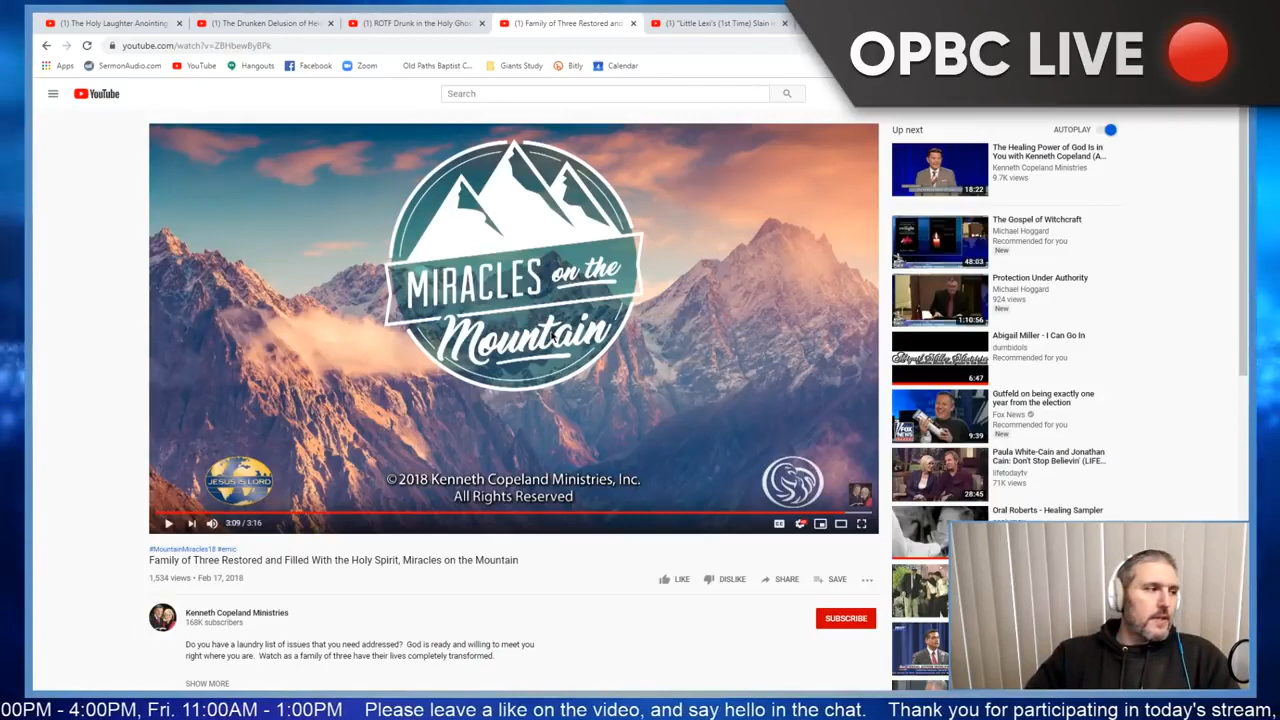 (1) The Holy Laughter Anointing
(1) The Drunken Delusion of He
(1) ROTF Drunk in the Holy Ghos
(1) Family of Three Restored and
(1) "Little Lexi's (1st Time) Slain i
OPBC LIVE
youtube.com/watch?v=ZBHbewByBPk
Apps
SermonAudio.com
YouTube
Hangouts
Facebook
Zoom
Old Paths Baptist C...
Giants Study
Bitly
Calendar
YouTube
Search
MIRACLES on the
Mountain
JESUS IS LORD
©2018 Kenneth Copeland Ministries, Inc.
All Rights Reserved
3:09 / 3:16
CC
#MountainMiracles18 #emic
Family of Three Restored and Filled With the Holy Spirit, Miracles on the Mountain
1,534 views • Feb 17, 2018
LIKE
DISLIKE
SHARE
SAVE
Kenneth Copeland Ministries
168K subscribers
SUBSCRIBE
Do you have a laundry list of issues that you need addressed? God is ready and willing to meet you
right where you are. Watch as a family of three have their lives completely transformed.
SHOW MORE
Up next
AUTOPLAY
The Healing Power of God Is in
You with Kenneth Copeland (A...
Kenneth Copeland Ministries
9.7K views
18:22
The Gospel of Witchcraft
Michael Hoggard
Recommended for you
New
48:03
Protection Under Authority
Michael Hoggard
924 views
New
1:10:56
Abigail Miller - I Can Go In
dumbidols
Recommended for you
Abigail Miller Ministries
6:47
Gutfeld on being exactly one
year from the election
Fox News
Recommended for you
New
9:39
Paula White-Cain and Jonathan
Cain: Don't Stop Believin' (LIFE...
lifetodaytv
71K views
28:45
Oral Roberts - Healing Sampler
:00PM - 4:00PM, Fri. 11:00AM - 1:00PM Please leave a like on the video, and say hello in the chat. Thank you for participating in today's stream.